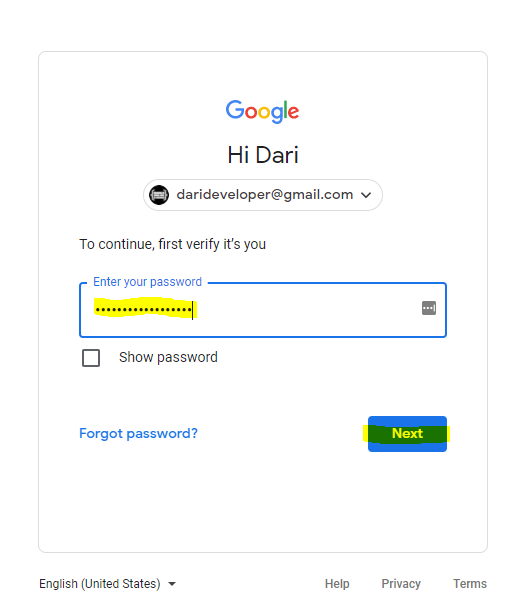 Google
Hi Dari
darideveloper@gmail.com
To continue, first verify it's you
Enter your password
••••••••••••••••••
Show password
Forgot password?
Next
English (United States)
Help Privacy Terms